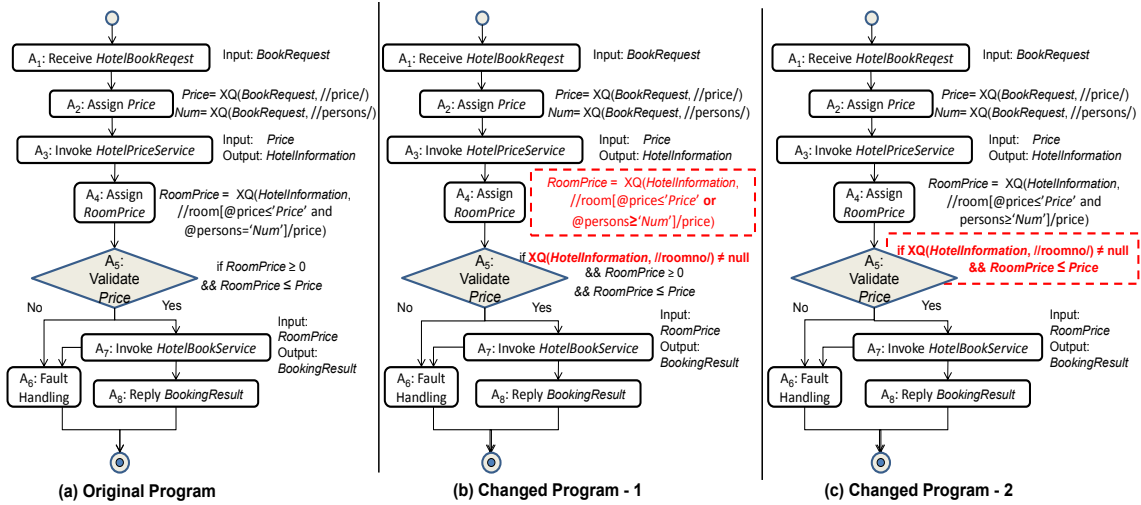 A1: Receive HotelBookReqest
Input: BookRequest
A2: Assign Price
Price= XQ(BookRequest, //price/)
Num= XQ(BookRequest, //persons/)
A3: Invoke HotelPriceService
Input: Price
Output: HotelInformation
A4: Assign
RoomPrice
RoomPrice = XQ(HotelInformation,
//room[@price≤'Price' and
@persons='Num']/price)
A5:
Validate
Price
if RoomPrice ≥ 0
&& RoomPrice ≤ Price
No
Yes
Input:
RoomPrice
Output:
BookingResult
A7: Invoke HotelBookService
A6: Fault
Handling
A8: Reply BookingResult
(a) Original Program
A1: Receive HotelBookReqest
Input: BookRequest
A2: Assign Price
Price= XQ(BookRequest, //price/)
Num= XQ(BookRequest, //persons/)
A3: Invoke HotelPriceService
Input: Price
Output: HotelInformation
A4: Assign
RoomPrice
RoomPrice = XQ(HotelInformation,
//room[@price≤'Price' or
@persons≥'Num']/price)
A5:
Validate
Price
if XQ(HotelInformation, //roomno/) ≠ null
&& RoomPrice ≥ 0
&& RoomPrice ≤ Price
No
Yes
Input:
RoomPrice
Output:
BookingResult
A7: Invoke HotelBookService
A6: Fault
Handling
A8: Reply BookingResult
(b) Changed Program - 1
A1: Receive HotelBookReqest
Input: BookRequest
A2: Assign Price
Price= XQ(BookRequest, //price/)
Num= XQ(BookRequest, //persons/)
A3: Invoke HotelPriceService
Input: Price
Output: HotelInformation
A4: Assign
RoomPrice
RoomPrice = XQ(HotelInformation,
//room[@price≤'Price' and
persons≥'Num']/price)
A5:
Validate
Price
if XQ(HotelInformation, //roomno/) ≠ null
&& RoomPrice ≤ Price
No
Yes
Input:
RoomPrice
Output:
BookingResult
A7: Invoke HotelBookService
A6: Fault
Handling
A8: Reply BookingResult
(c) Changed Program - 2